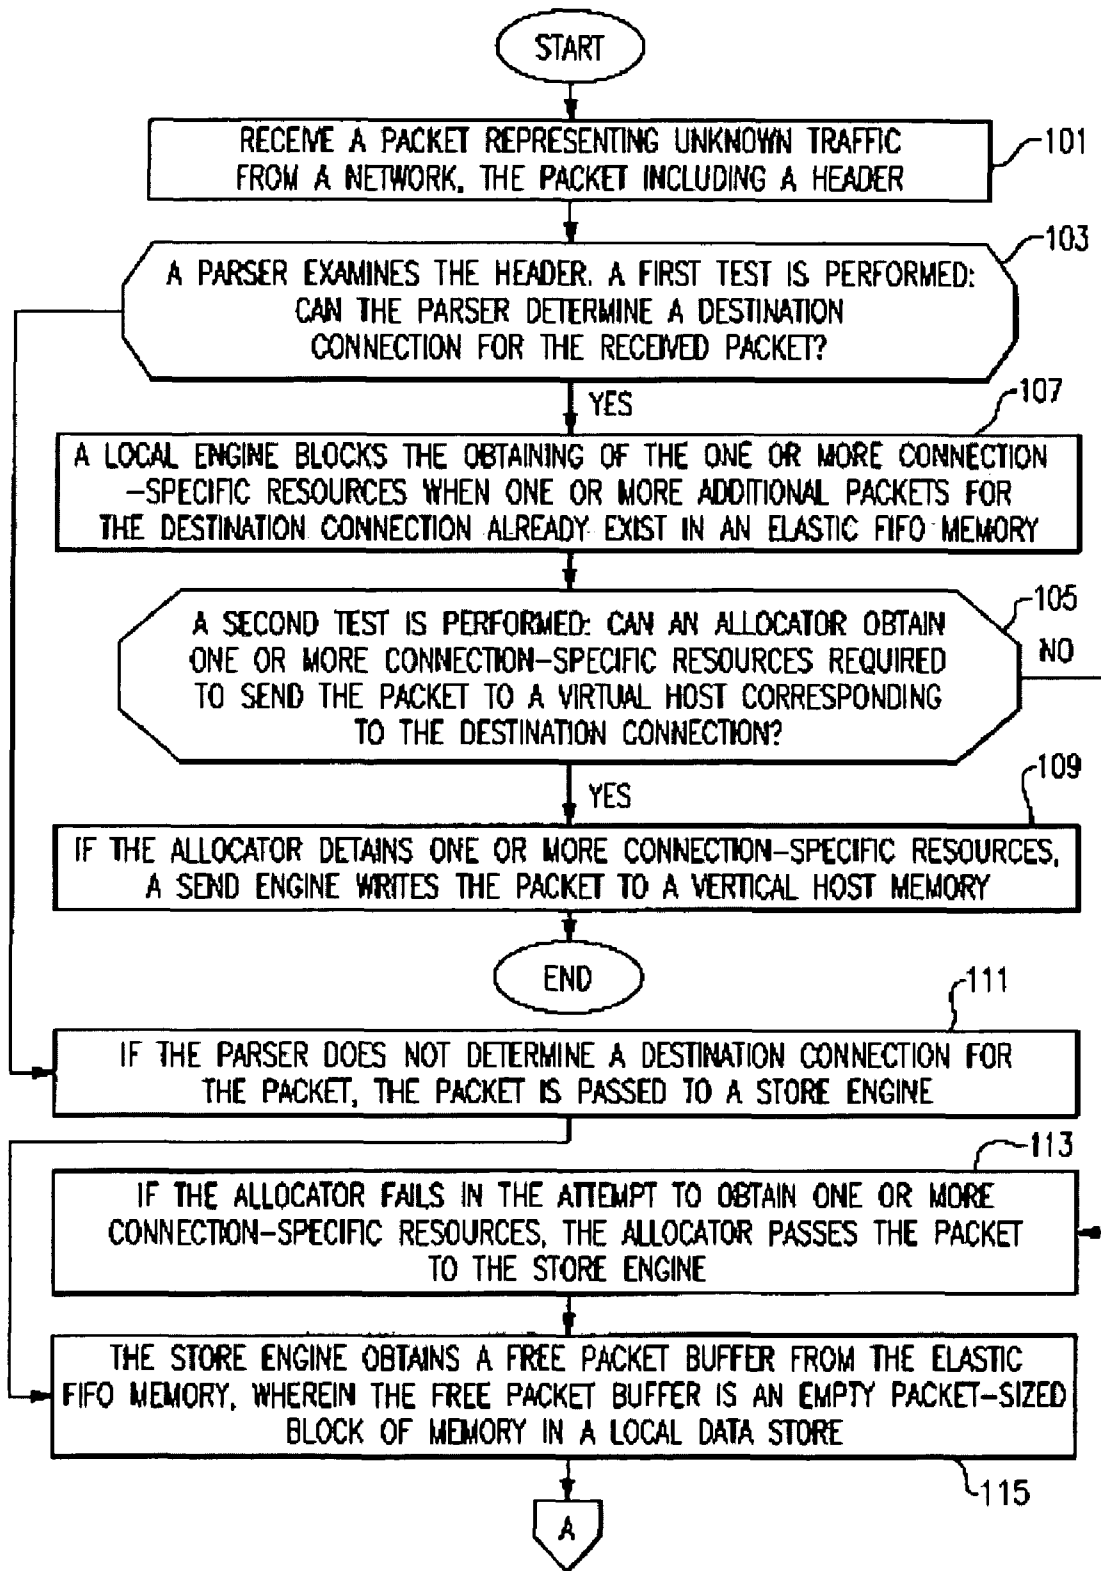 START
RECEIVE A PACKET REPRESENTING UNKNOWN TRAFFIC
FROM A NETWORK, THE PACKET INCLUDING A HEADER
101
103
A PARSER EXAMINES THE HEADER. A FIRST TEST IS PERFORMED:
CAN THE PARSER DETERMINE A DESTINATION
CONNECTION FOR THE RECEIVED PACKET?
YES
107
A LOCAL ENGINE BLOCKS THE OBTAINING OF THE ONE OR MORE CONNECTION
-SPECIFIC RESOURCES WHEN ONE OR MORE ADDITIONAL PACKETS FOR
THE DESTINATION CONNECTION ALREADY EXIST IN AN ELASTIC FIFO MEMORY
105
A SECOND TEST IS PERFORMED: CAN AN ALLOCATOR OBTAIN
ONE OR MORE CONNECTION-SPECIFIC RESOURCES REQUIRED
TO SEND THE PACKET TO A VIRTUAL HOST CORRESPONDING
TO THE DESTINATION CONNECTION?
NO
YES
109
IF THE ALLOCATOR DETAINS ONE OR MORE CONNECTION-SPECIFIC RESOURCES,
A SEND ENGINE WRITES THE PACKET TO A VERTICAL HOST MEMORY
END
111
IF THE PARSER DOES NOT DETERMINE A DESTINATION CONNECTION FOR
THE PACKET, THE PACKET IS PASSED TO A STORE ENGINE
113
IF THE ALLOCATOR FAILS IN THE ATTEMPT TO OBTAIN ONE OR MORE
CONNECTION-SPECIFIC RESOURCES, THE ALLOCATOR PASSES THE PACKET
TO THE STORE ENGINE
THE STORE ENGINE OBTAINS A FREE PACKET BUFFER FROM THE ELASTIC
FIFO MEMORY, WHEREIN THE FREE PACKET BUFFER IS AN EMPTY PACKET-SIZED
BLOCK OF MEMORY IN A LOCAL DATA STORE
115
A